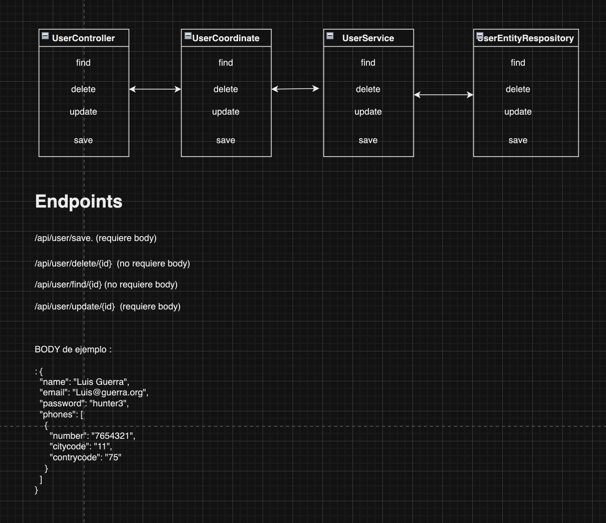 UserController UserCoordinate UserService UserEntityRespository
find find find find
delete delete delete delete
update update update update
save save save save
Endpoints
/api/user/save. (requiere body)
/api/user/delete/{id} (no requiere body)
/api/user/find/{id} (no requiere body)
/api/user/update/{id} (requiere body)
BODY de ejemplo :
: {
"name": "Luis Guerra",
"email": "Luis@guerra.org",
"password": "hunter3",
"phones": [
{
"number": "7654321",
"citycode": "11",
"contrycode": "75"
}
]
}